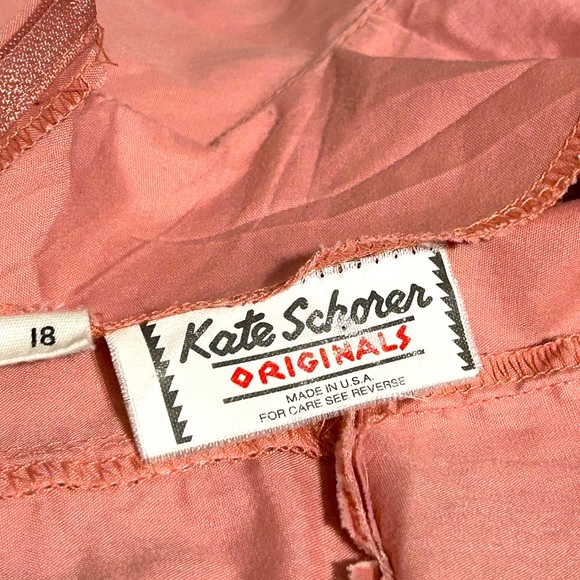 18
Kate Schorer
ORIGINALS
MADE IN U.S.A.
FOR CARE SEE REVERSE